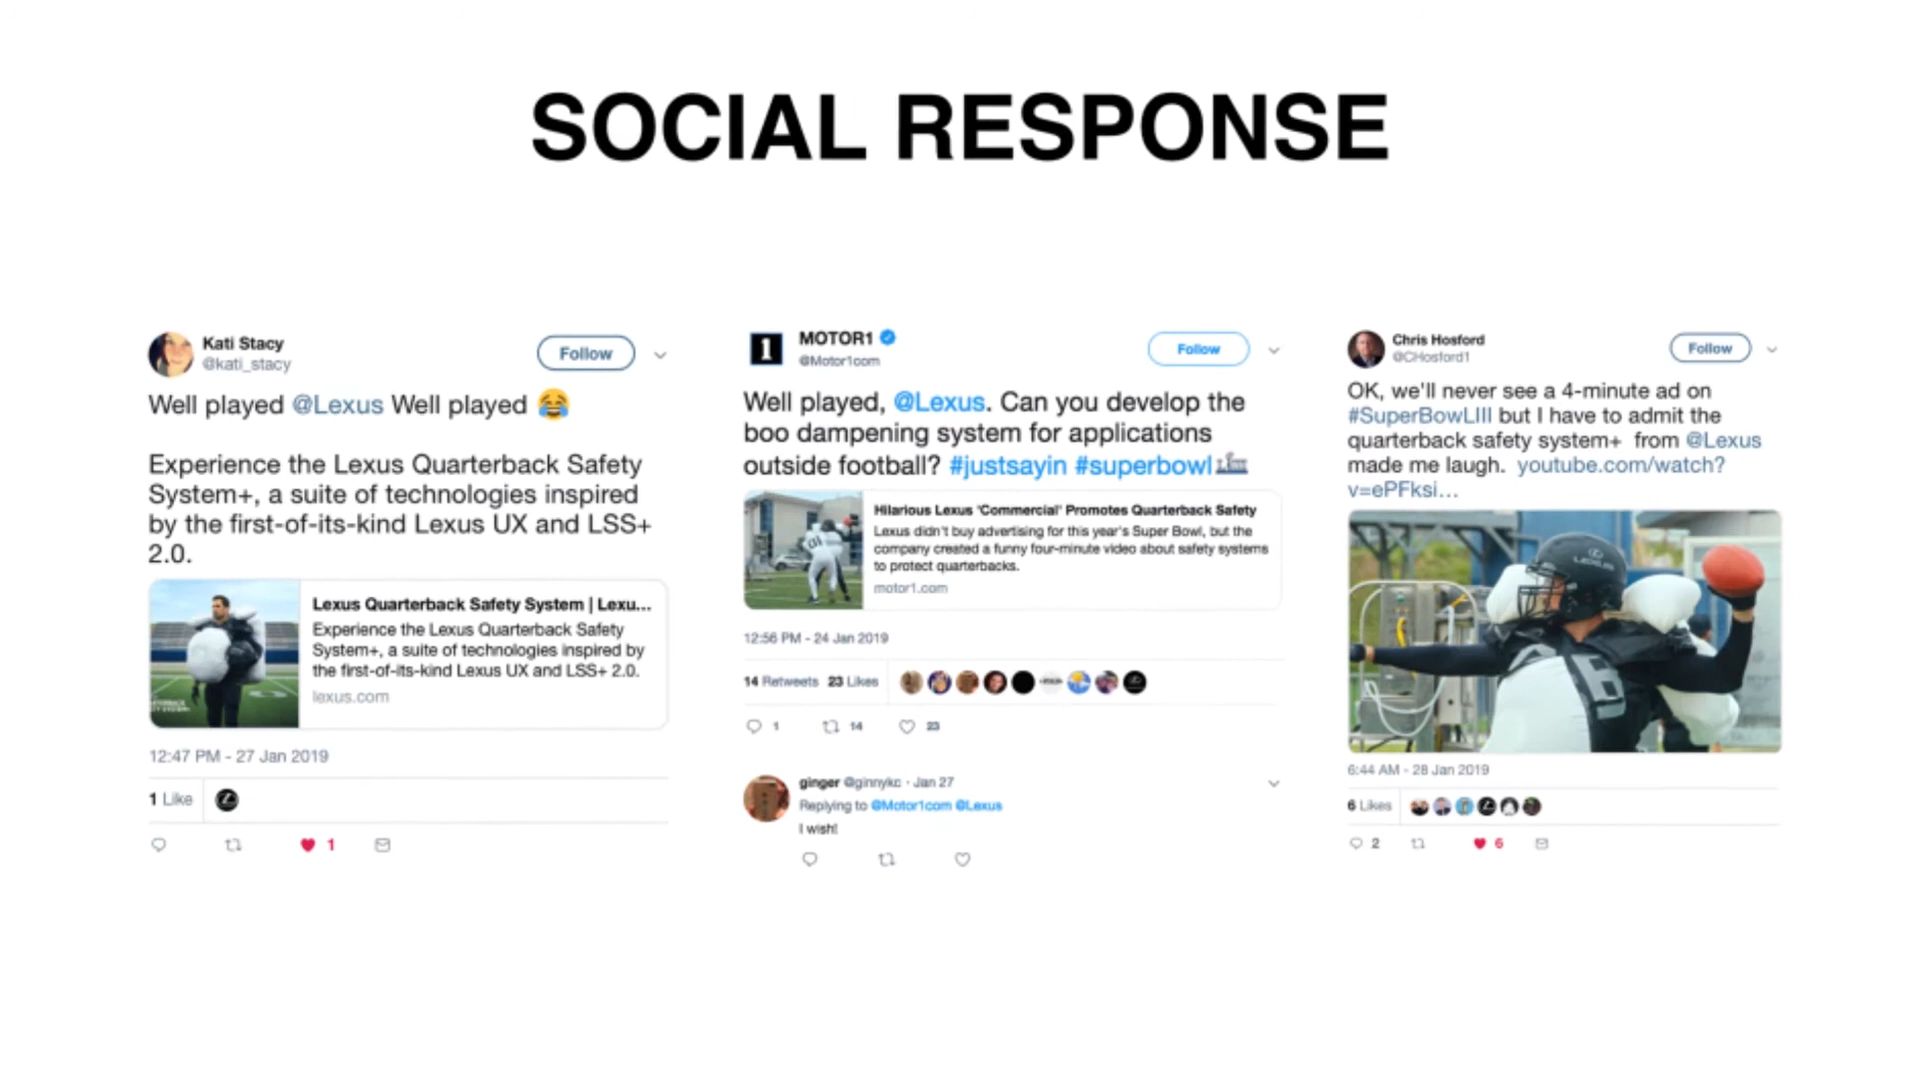 SOCIAL RESPONSE
Kati Stacy
@kati_stacy
Follow
Well played @Lexus Well played 😂
Experience the Lexus Quarterback Safety
System+, a suite of technologies inspired
by the first-of-its-kind Lexus UX and LSS+
2.0.
Lexus Quarterback Safety System | Lexu...
Experience the Lexus Quarterback Safety
System+, a suite of technologies inspired by
the first-of-its-kind Lexus UX and LSS+ 2.0.
lexus.com
12:47 PM - 27 Jan 2019
1 Like
1
MOTOR1
@Motor1com
Follow
Well played, @Lexus. Can you develop the
boo dampening system for applications
outside football? #justsayin #superbowl
Hilarious Lexus 'Commercial' Promotes Quarterback Safety
Lexus didn't buy advertising for this year's Super Bowl, but the
company created a funny four-minute video about safety systems
to protect quarterbacks.
motor1.com
12:56 PM - 24 Jan 2019
14 Retweets 23 Likes
1 14 23
ginger @ginnykc · Jan 27
Replying to @Motor1com @Lexus
I wish!
Chris Hosford
@CHosford1
Follow
OK, we'll never see a 4-minute ad on
#SuperBowLIII but I have to admit the
quarterback safety system+ from @Lexus
made me laugh. youtube.com/watch?
v=ePFksi...
LEXUS
6:44 AM - 28 Jan 2019
6 Likes
2 6